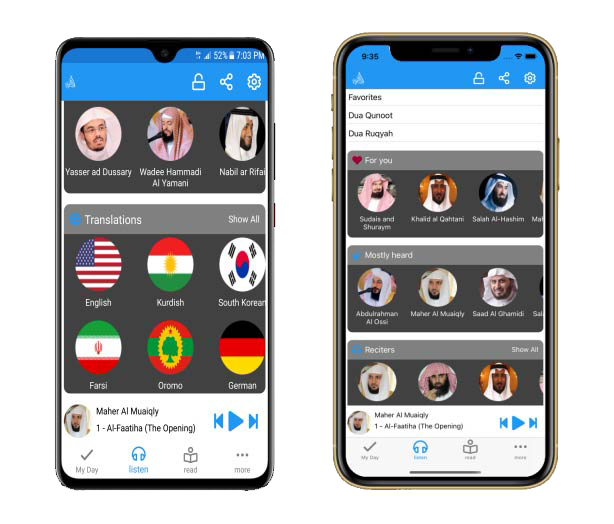 52% 7:03 PM
Yasser ad Dussary
Wadee Hammadi
Al Yamani
Nabil ar Rifai
Translations
Show All
English
Kurdish
South Korean
Farsi
Oromo
German
Maher Al Muaiqly
1 - Al-Faatiha (The Opening)
My Day
listen
read
more
9:35
Favorites
Dua Qunoot
Dua Ruqyah
For you
Sudais and
Shuraym
Khalid al Qahtani
Salah Al-Hashim
Mostly heard
Abdulrahman
Al Ossi
Maher Al Muaiqly
Saad Al Ghamidi
Reciters
Show All
Maher Al Muaiqly
1 - Al-Faatiha (The Opening)
My Day
listen
read
more